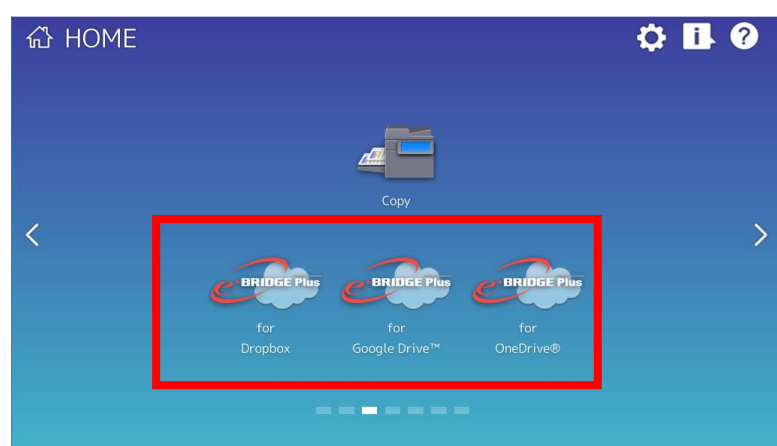 HOME
i ?
Copy
e-BRIDGE Plus e-BRIDGE Plus e-BRIDGE Plus
for for for
Dropbox Google Drive™ OneDrive®